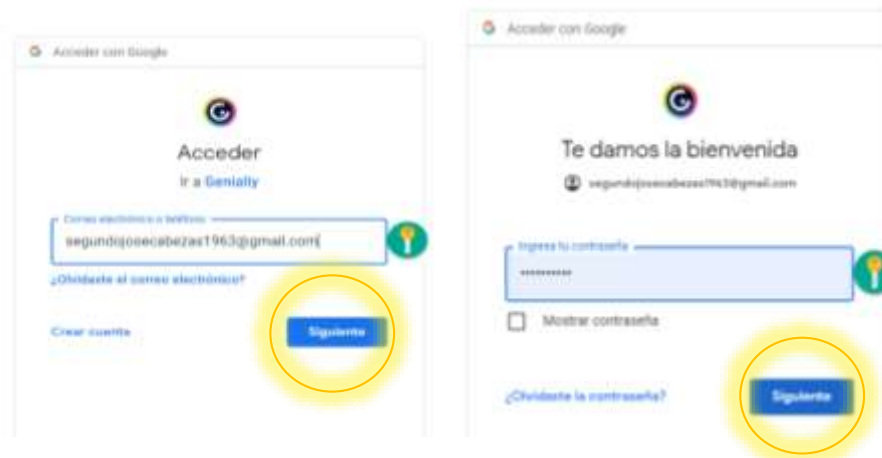 Acceder con Google
Acceder
Ir a Genially
Correo electrónico o teléfono
segundojosecabezas1963@gmail.com
¿Olvidaste el correo electrónico?
Crear cuenta
Siguiente
Acceder con Google
Te damos la bienvenida
segundojosecabezas1963@gmail.com
Ingresa tu contraseña
••••••••••
Mostrar contraseña
¿Olvidaste la contraseña?
Siguiente